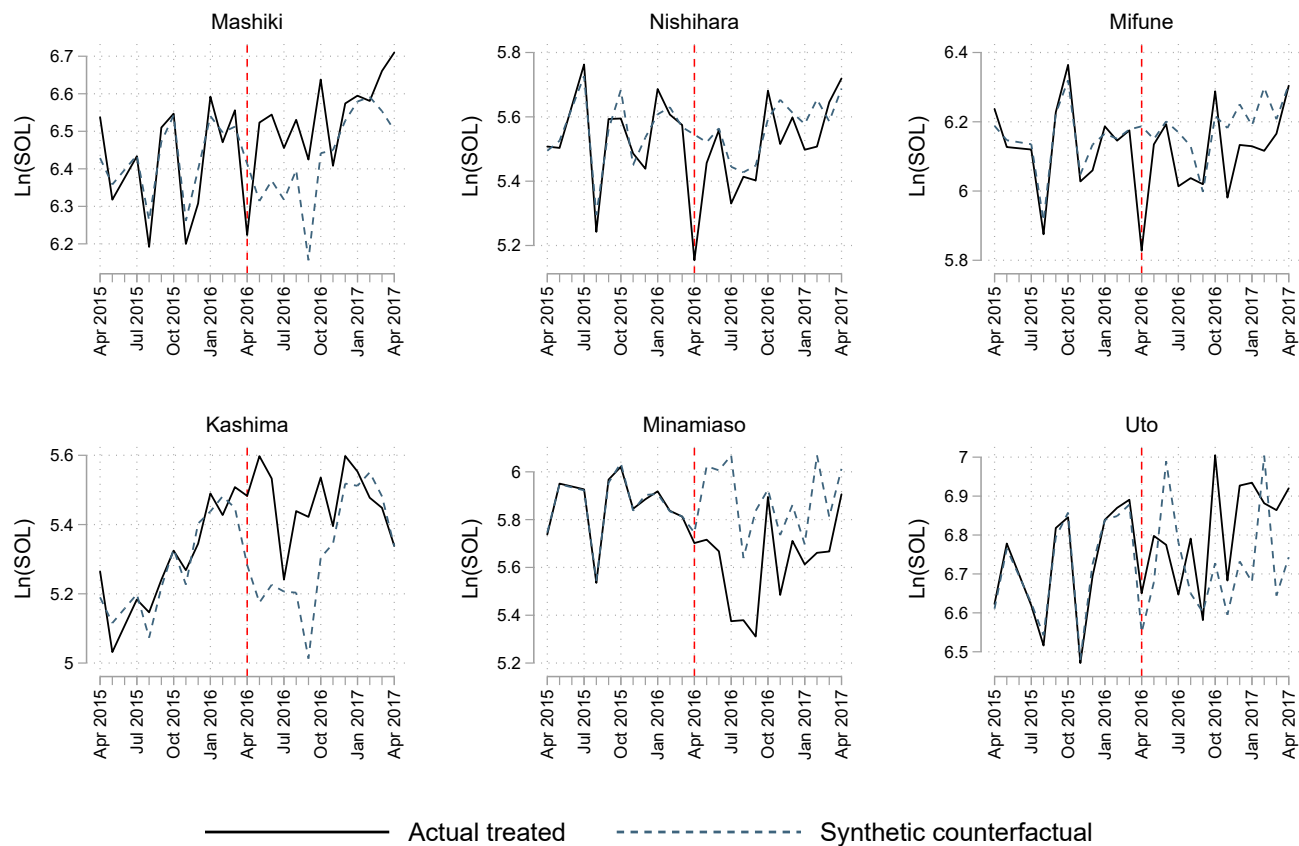 Mashiki
Nishihara
Mifune
Ln(SOL)
6.7
6.6
6.5
6.4
6.3
6.2
Apr 2015
Jul 2015
Oct 2015
Jan 2016
Apr 2016
Jul 2016
Oct 2016
Jan 2017
Apr 2017
Ln(SOL)
5.8
5.6
5.4
5.2
Apr 2015
Jul 2015
Oct 2015
Jan 2016
Apr 2016
Jul 2016
Oct 2016
Jan 2017
Apr 2017
Ln(SOL)
6.4
6.2
6
5.8
Apr 2015
Jul 2015
Oct 2015
Jan 2016
Apr 2016
Jul 2016
Oct 2016
Jan 2017
Apr 2017
Kashima
Minamiaso
Uto
Ln(SOL)
5.6
5.4
5.2
5
Apr 2015
Jul 2015
Oct 2015
Jan 2016
Apr 2016
Jul 2016
Oct 2016
Jan 2017
Apr 2017
Ln(SOL)
6
5.8
5.6
5.4
5.2
Apr 2015
Jul 2015
Oct 2015
Jan 2016
Apr 2016
Jul 2016
Oct 2016
Jan 2017
Apr 2017
Ln(SOL)
7
6.9
6.8
6.7
6.6
6.5
Apr 2015
Jul 2015
Oct 2015
Jan 2016
Apr 2016
Jul 2016
Oct 2016
Jan 2017
Apr 2017
Actual treated
Synthetic counterfactual